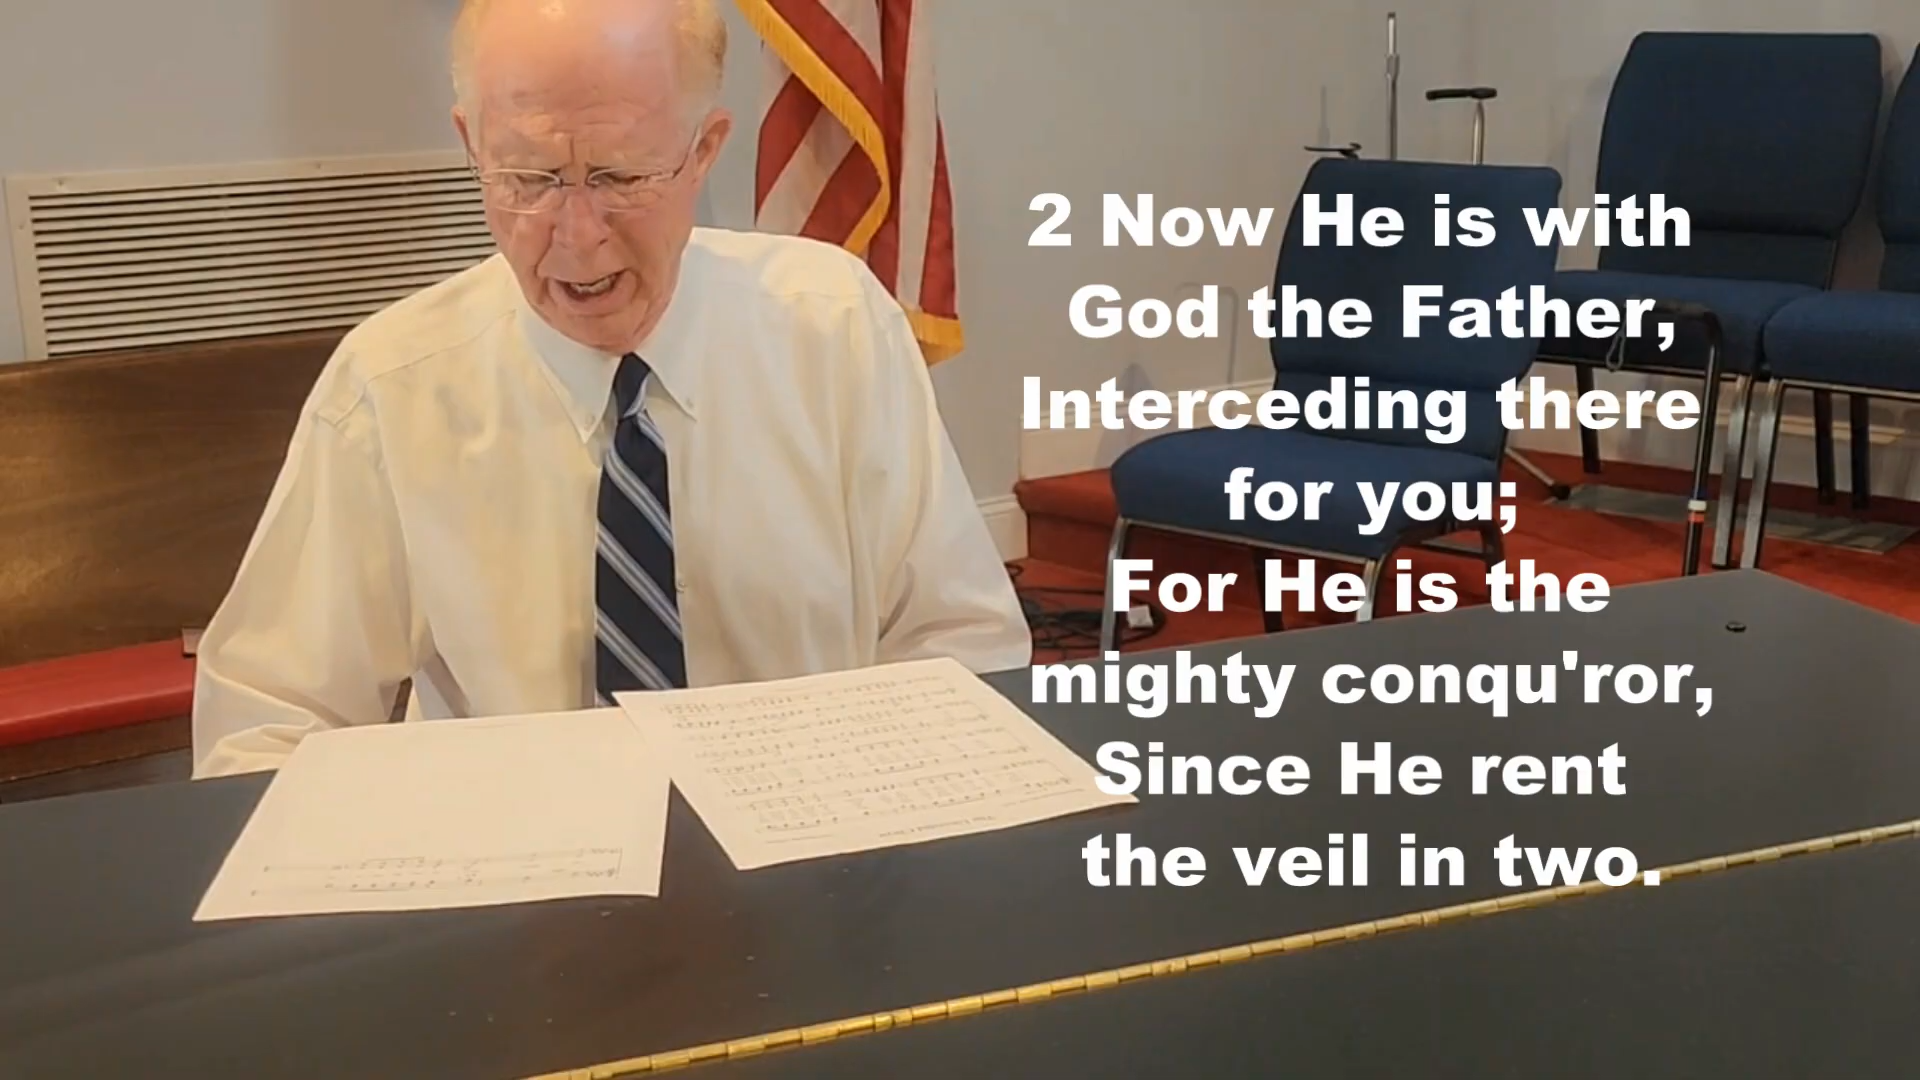 2 Now He is with
God the Father,
Interceding there
for you;
For He is the
mighty conqu'ror,
Since He rent
the veil in two.